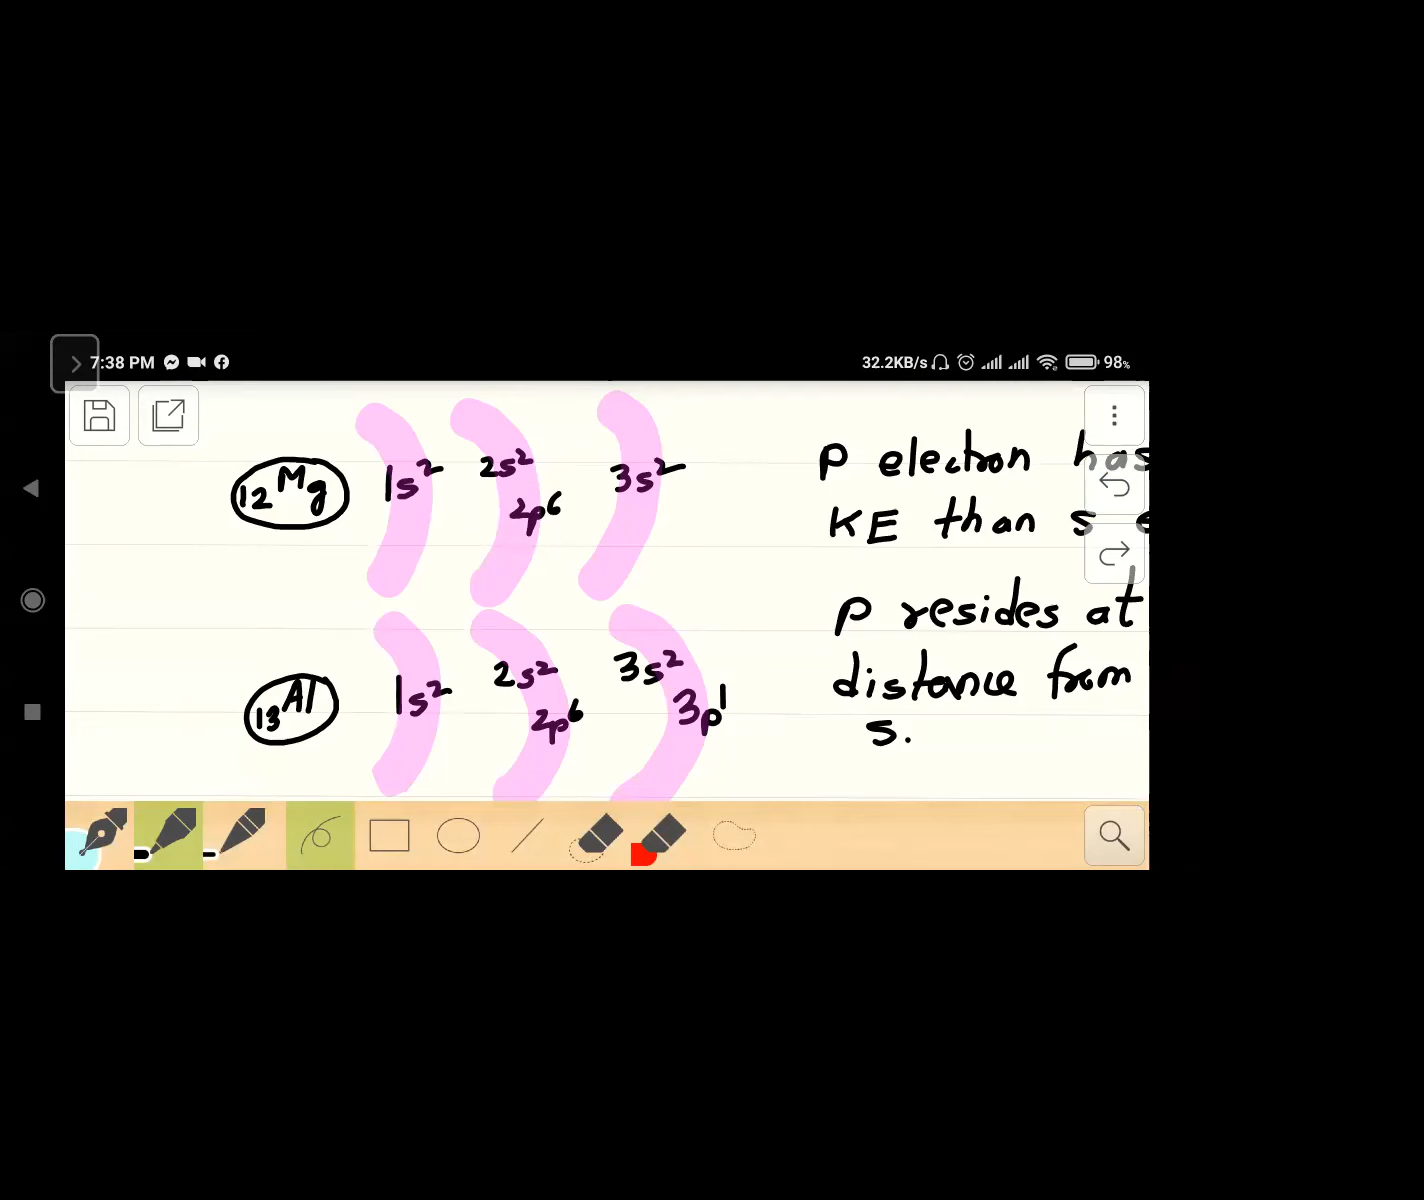 7:38 PM 32.2KB/s 98%
12Mg 1s² 2s² 2p⁶ 3s²
13Al 1s² 2s² 2p⁶ 3s² 3p¹
p electron has
KE than s
p resides at
distance from
s.